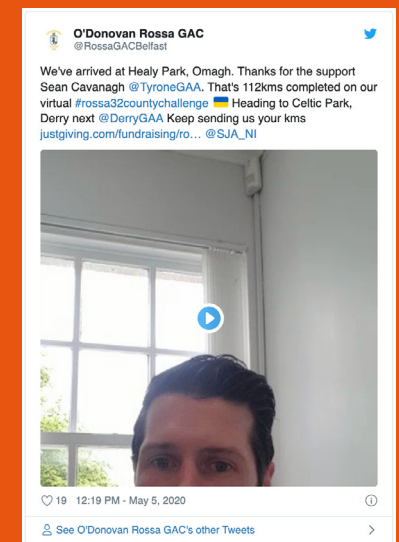 O'Donovan Rossa GAC
@RossaGACBelfast
We've arrived at Healy Park, Omagh. Thanks for the support
Sean Cavanagh @TyroneGAA. That's 112kms completed on our
virtual #rossa32countychallenge Heading to Celtic Park,
Derry next @DerryGAA Keep sending us your kms
justgiving.com/fundraising/ro… @SJA_NI
19 12:19 PM - May 5, 2020
See O'Donovan Rossa GAC's other Tweets